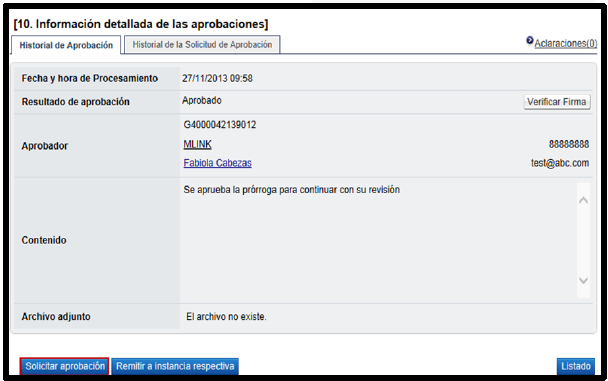 [10. Información detallada de las aprobaciones]
Historial de Aprobación Historial de la Solicitud de Aprobación Aclaraciones(0)
Fecha y hora de Procesamiento 27/11/2013 09:58
Resultado de aprobación Aprobado Verificar Firma
G4000042139012
Aprobador MLINK 88888888
Fabiola Cabezas test@abc.com
Se aprueba la prórroga para continuar con su revisión
Contenido
Archivo adjunto El archivo no existe.
Solicitar aprobación Remitir a instancia respectiva Listado